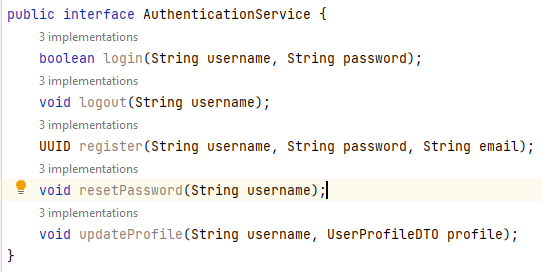 public interface AuthenticationService {
3 implementations
boolean login(String username, String password);
3 implementations
void logout(String username);
3 implementations
UUID register(String username, String password, String email);
3 implementations
void resetPassword(String username);
3 implementations
void updateProfile(String username, UserProfileDTO profile);
}